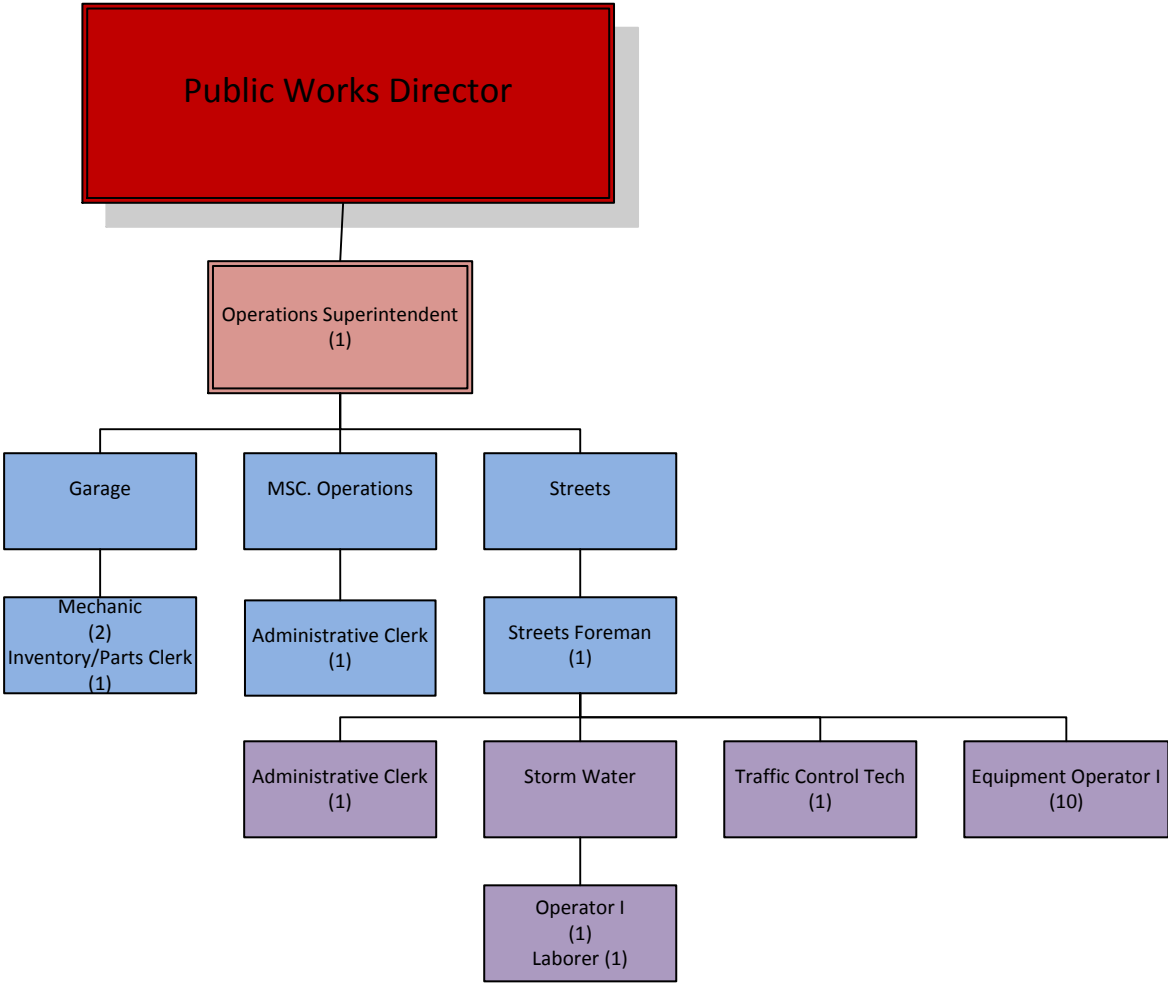 Public Works Director
Operations Superintendent
(1)
Garage
MSC. Operations
Streets
Mechanic
(2)
Inventory/Parts Clerk
(1)
Administrative Clerk
(1)
Streets Foreman
(1)
Administrative Clerk
(1)
Storm Water
Traffic Control Tech
(1)
Equipment Operator I
(10)
Operator I
(1)
Laborer (1)